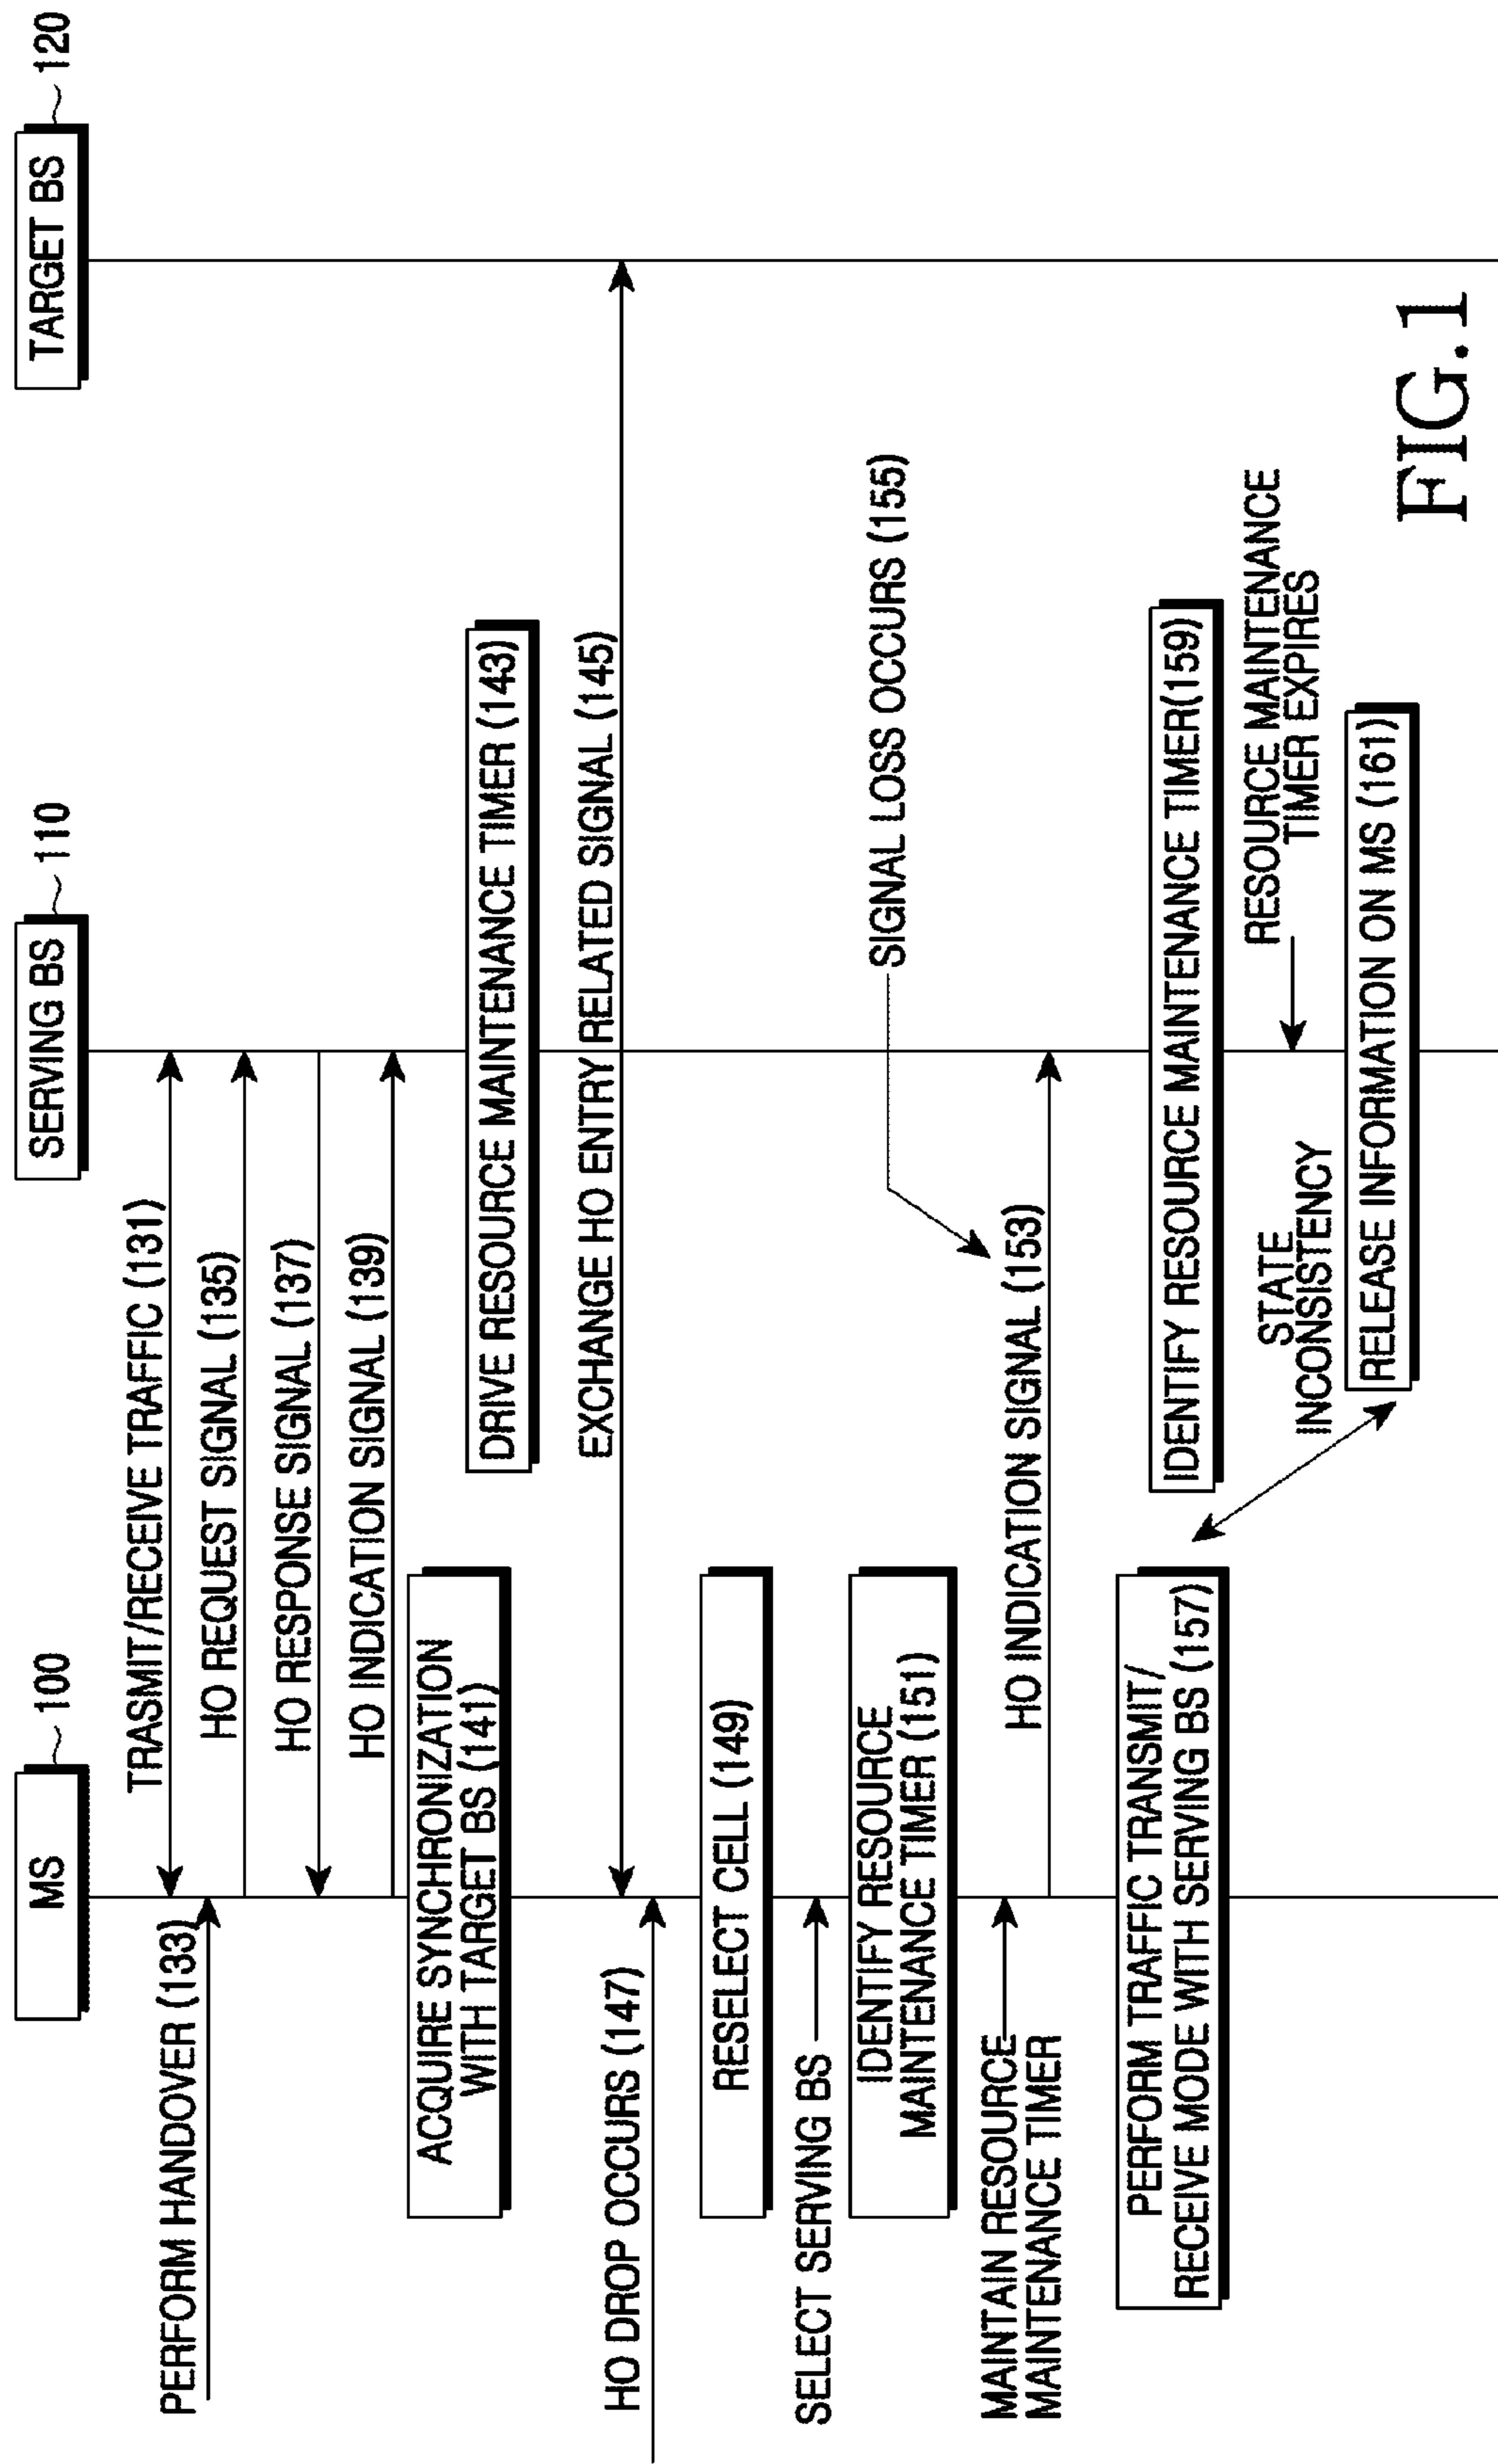 MS
100
SERVING BS
110
TARGET BS
120
TRASMIT/RECEIVE TRAFFIC (131)
PERFORM HANDOVER (133)
HO REQUEST SIGNAL (135)
HO RESPONSE SIGNAL (137)
HO INDICATION SIGNAL (139)
ACQUIRE SYNCHRONIZATION
WITH TARGET BS (141)
DRIVE RESOURCE MAINTENANCE TIMER (143)
EXCHANGE HO ENTRY RELATED SIGNAL (145)
HO DROP OCCURS (147)
RESELECT CELL (149)
SELECT SERVING BS
IDENTIFY RESOURCE
MAINTENANCE TIMER (151)
SIGNAL LOSS OCCURS (155)
MAINTAIN RESOURCE
MAINTENANCE TIMER
HO INDICATION SIGNAL (153)
PERFORM TRAFFIC TRANSMIT/
RECEIVE MODE WITH SERVING BS (157)
IDENTIFY RESOURCE MAINTENANCE TIMER(159)
STATE
INCONSISTENCY
RESOURCE MAINTENANCE
TIMER EXPIRES
RELEASE INFORMATION ON MS (161)
FIG.1